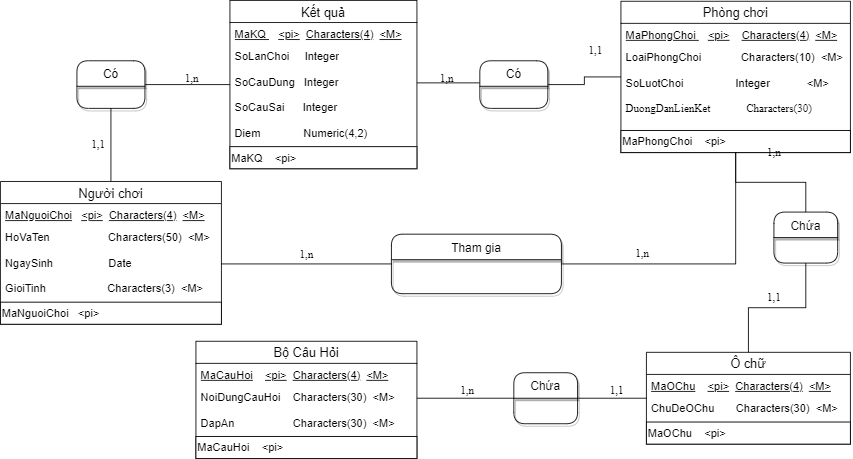 Kết quả
MaKQ <pi> Characters(4) <M>
SoLanChoi Integer
SoCauDung Integer
SoCauSai Integer
Diem Numeric(4,2)
MaKQ <pi>
Phòng chơi
MaPhongChoi <pi> Characters(4) <M>
LoaiPhongChoi Characters(10) <M>
SoLuotChoi Integer <M>
DuongDanLienKet Characters(30)
MaPhongChoi <pi>
Có
1,n
1,n
Có
1,1
1,1
1,n
Người chơi
MaNguoiChoi <pi> Characters(4) <M>
HoVaTen Characters(50) <M>
NgaySinh Date
GioiTinh Characters(3) <M>
MaNguoiChoi <pi>
1,n
Tham gia
1,n
Chứa
1,1
Bộ Câu Hỏi
MaCauHoi <pi> Characters(4) <M>
NoiDungCauHoi Characters(30) <M>
DapAn Characters(30) <M>
MaCauHoi <pi>
1,n
Chứa
1,1
Ô chữ
MaOChu <pi> Characters(4) <M>
ChuDeOChu Characters(30) <M>
MaOChu <pi>